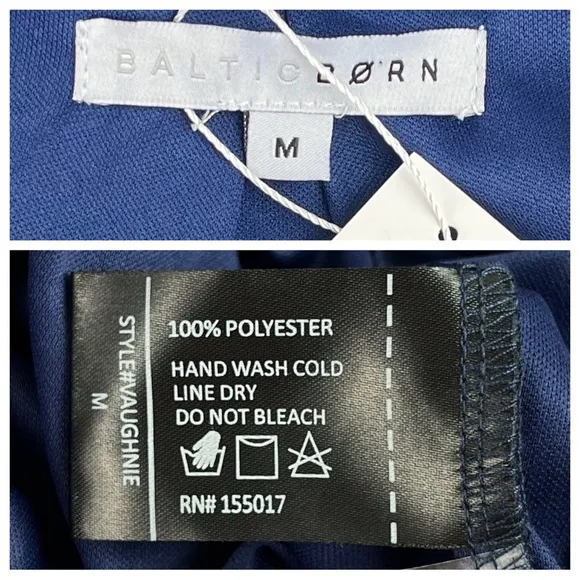 BALTICBØRN
M
100% POLYESTER
HAND WASH COLD
LINE DRY
DO NOT BLEACH
RN# 155017
STYLE#VAUGHNIE
M